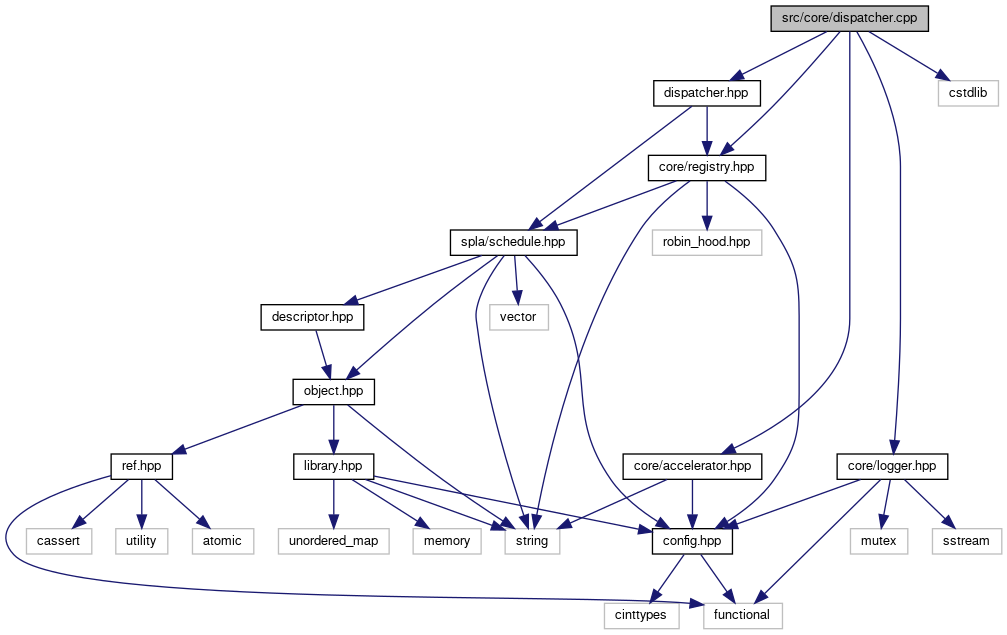 src/core/dispatcher.cpp
dispatcher.hpp
cstdlib
core/registry.hpp
spla/schedule.hpp
robin_hood.hpp
descriptor.hpp
vector
object.hpp
ref.hpp
library.hpp
core/accelerator.hpp
core/logger.hpp
cassert
utility
atomic
unordered_map
memory
string
config.hpp
mutex
sstream
cinttypes
functional